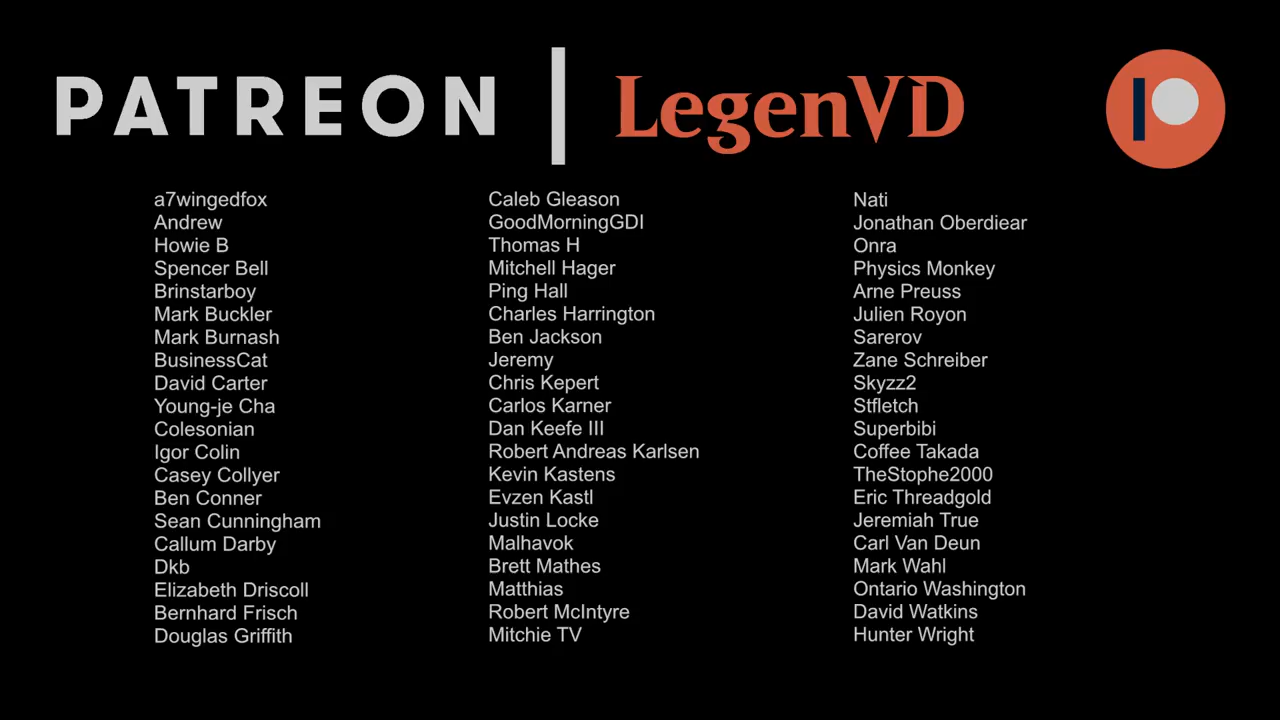 PATREON | LegenVD
a7wingedfox
Andrew
Howie B
Spencer Bell
Brinstarboy
Mark Buckler
Mark Burnash
BusinessCat
David Carter
Young-je Cha
Colesonian
Igor Colin
Casey Collyer
Ben Conner
Sean Cunningham
Callum Darby
Dkb
Elizabeth Driscoll
Bernhard Frisch
Douglas Griffith
Caleb Gleason
GoodMorningGDI
Thomas H
Mitchell Hager
Ping Hall
Charles Harrington
Ben Jackson
Jeremy
Chris Kepert
Carlos Karner
Dan Keefe III
Robert Andreas Karlsen
Kevin Kastens
Evzen Kastl
Justin Locke
Malhavok
Brett Mathes
Matthias
Robert McIntyre
Mitchie TV
Nati
Jonathan Oberdiear
Onra
Physics Monkey
Arne Preuss
Julien Royon
Sarerov
Zane Schreiber
Skyzz2
Stfletch
Superbibi
Coffee Takada
TheStophe2000
Eric Threadgold
Jeremiah True
Carl Van Deun
Mark Wahl
Ontario Washington
David Watkins
Hunter Wright